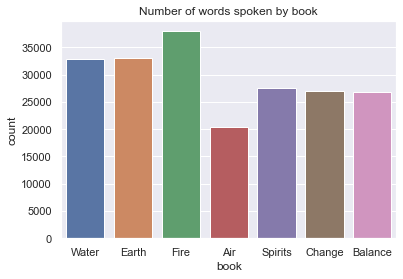 Number of words spoken by book
35000
30000
25000
20000
15000
10000
5000
0
count
Water Earth Fire Air Spirits Change Balance
book